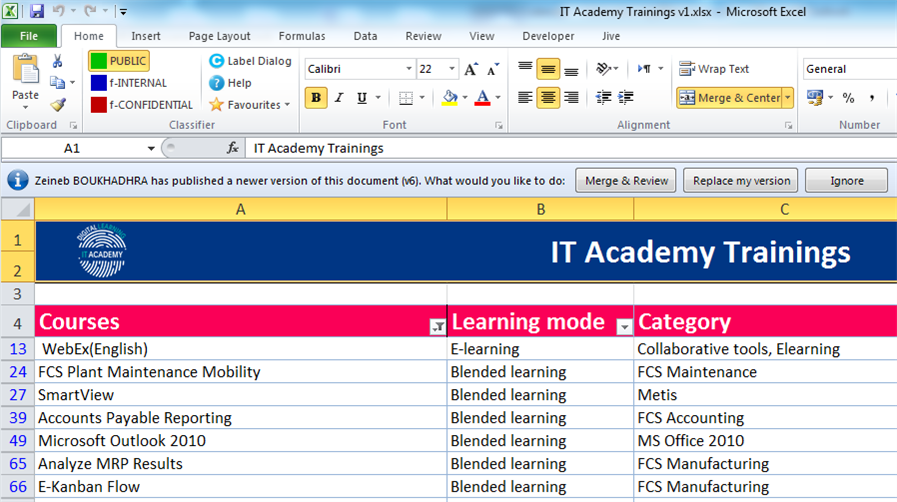 IT Academy Trainings v1.xlsx - Microsoft Excel
File Home Insert Page Layout Formulas Data Review View Developer Jive
Paste
PUBLIC
f-INTERNAL
f-CONFIDENTIAL
Label Dialog
Help
Favourites
Calibri 22 A A
B I U A
Wrap Text
Merge & Center
General
% ,
Clipboard Classifier Font Alignment Number
A1 fx IT Academy Trainings
Zeineb BOUKHADHRA has published a newer version of this document (v6). What would you like to do: Merge & Review Replace my version Ignore
A B C
1 DIGITAL LEARNING
IT ACADEMY
IT Academy Trainings
2
3
4 Courses Learning mode Category
13 WebEx(English) E-learning Collaborative tools, Elearning
24 FCS Plant Maintenance Mobility Blended learning FCS Maintenance
27 SmartView Blended learning Metis
39 Accounts Payable Reporting Blended learning FCS Accounting
49 Microsoft Outlook 2010 Blended learning MS Office 2010
65 Analyze MRP Results Blended learning FCS Manufacturing
66 E-Kanban Flow Blended learning FCS Manufacturing